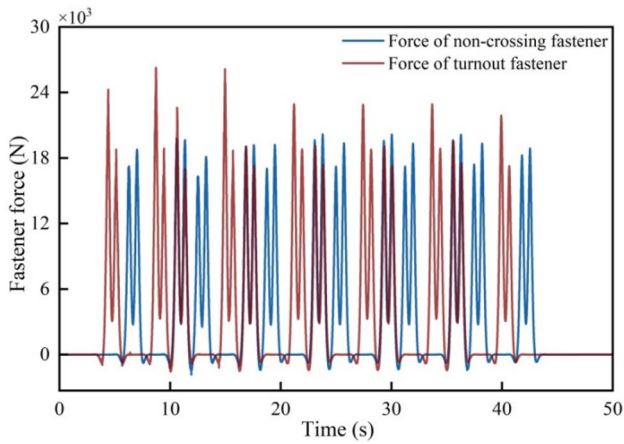 ×10³
30
Force of non-crossing fastener
Force of turnout fastener
24
18
12
6
0
Fastener force (N)
0 10 20 30 40 50
Time (s)